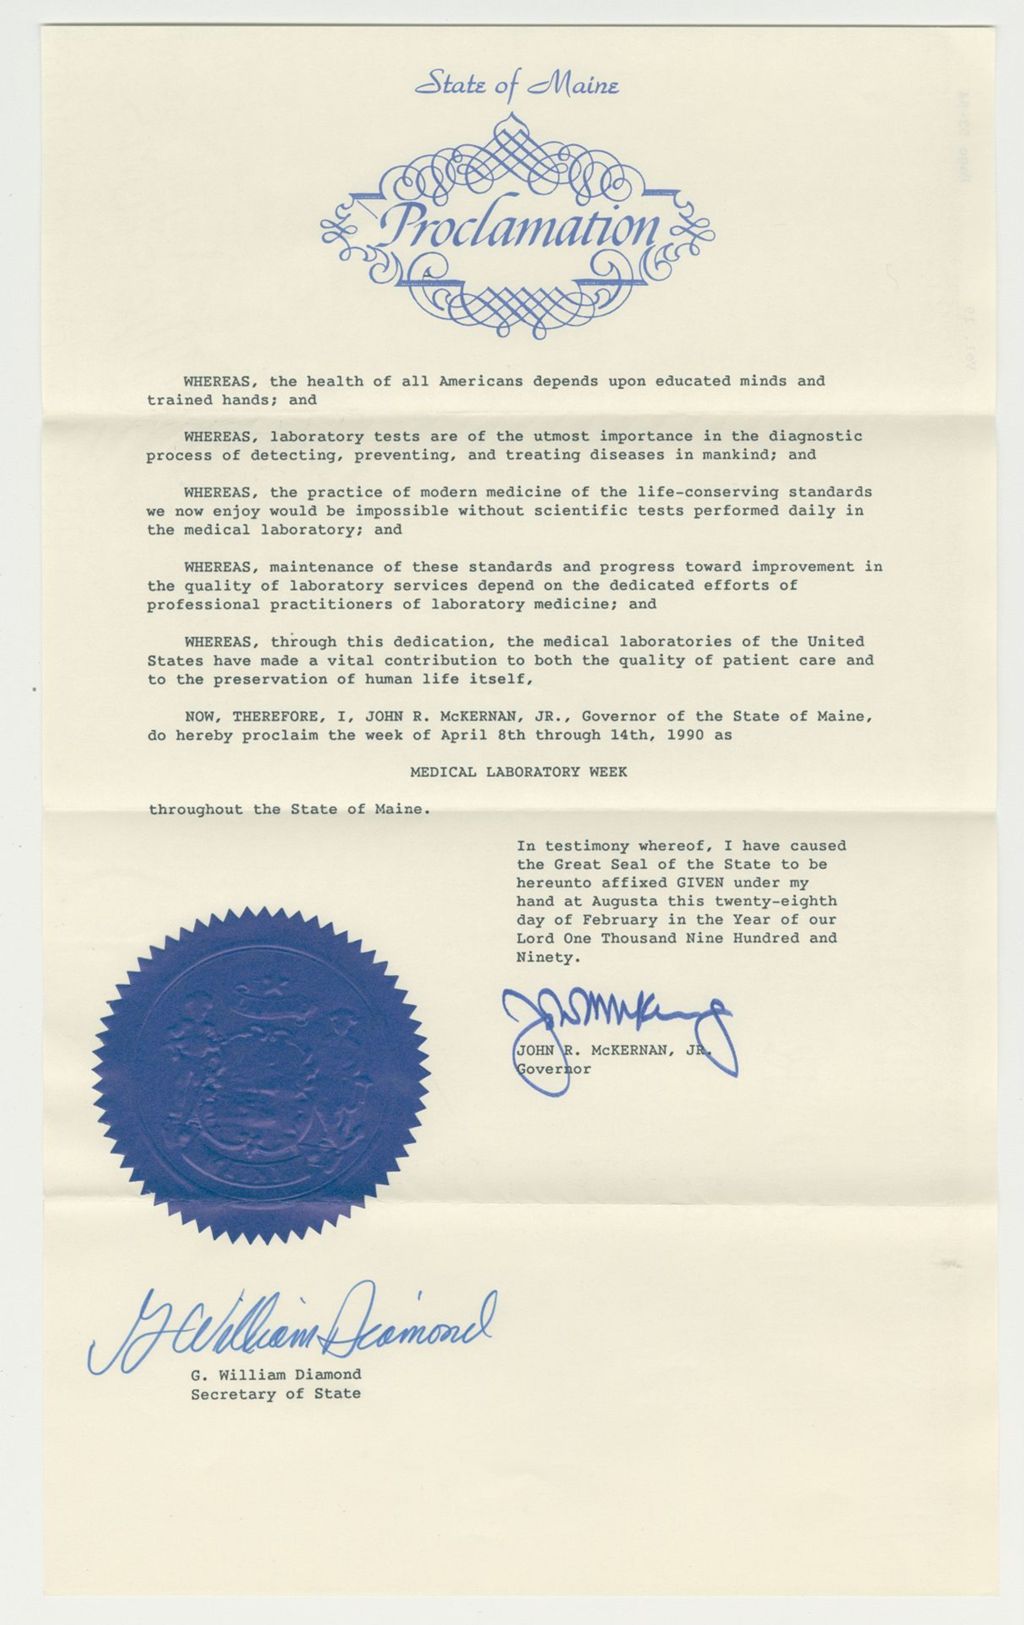 State of Maine
Proclamation
WHEREAS, the health of all Americans depends upon educated minds and
trained hands; and
WHEREAS, laboratory tests are of the utmost importance in the diagnostic
process of detecting, preventing, and treating diseases in mankind; and
WHEREAS, the practice of modern medicine of the life-conserving standards
we now enjoy would be impossible without scientific tests performed daily in
the medical laboratory; and
WHEREAS, maintenance of these standards and progress toward improvement in
the quality of laboratory services depend on the dedicated efforts of
professional practitioners of laboratory medicine; and
WHEREAS, through this dedication, the medical laboratories of the United
States have made a vital contribution to both the quality of patient care and
to the preservation of human life itself,
NOW, THEREFORE, I, JOHN R. McKERNAN, JR., Governor of the State of Maine,
do hereby proclaim the week of April 8th through 14th, 1990 as
MEDICAL LABORATORY WEEK
throughout the State of Maine.
In testimony whereof, I have caused
the Great Seal of the State to be
hereunto affixed GIVEN under my
hand at Augusta this twenty-eighth
day of February in the Year of our
Lord One Thousand Nine Hundred and
Ninety.
JOHN R. McKERNAN, JR.
Governor
G William Diamond
G. William Diamond
Secretary of State